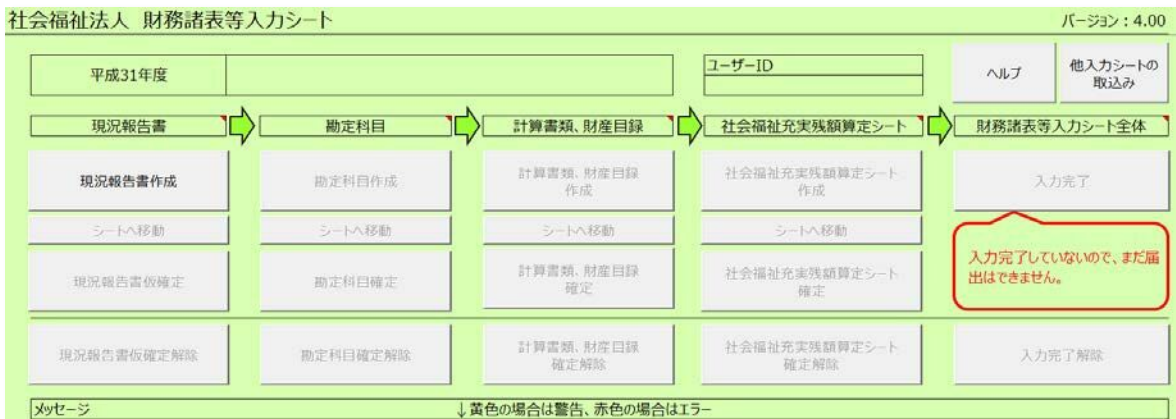 社会福祉法人 財務諸表等入力シート
バージョン：4.00
平成31年度
ユーザーID
ヘルプ
他入力シートの
取込み
現況報告書
勘定科目
計算書類、財産目録
社会福祉充実残額算定シート
財務諸表等入力シート全体
現況報告書作成
勘定科目作成
計算書類、財産目録
作成
社会福祉充実残額算定シート
作成
入力完了
シートへ移動
シートへ移動
シートへ移動
シートへ移動
入力完了していないので、まだ届
出はできません。
現況報告書仮確定
勘定科目確定
計算書類、財産目録
確定
社会福祉充実残額算定シート
確定
現況報告書仮確定解除
勘定科目確定解除
計算書類、財産目録
確定解除
社会福祉充実残額算定シート
確定解除
入力完了解除
メッセージ
↓黄色の場合は警告、赤色の場合はエラー